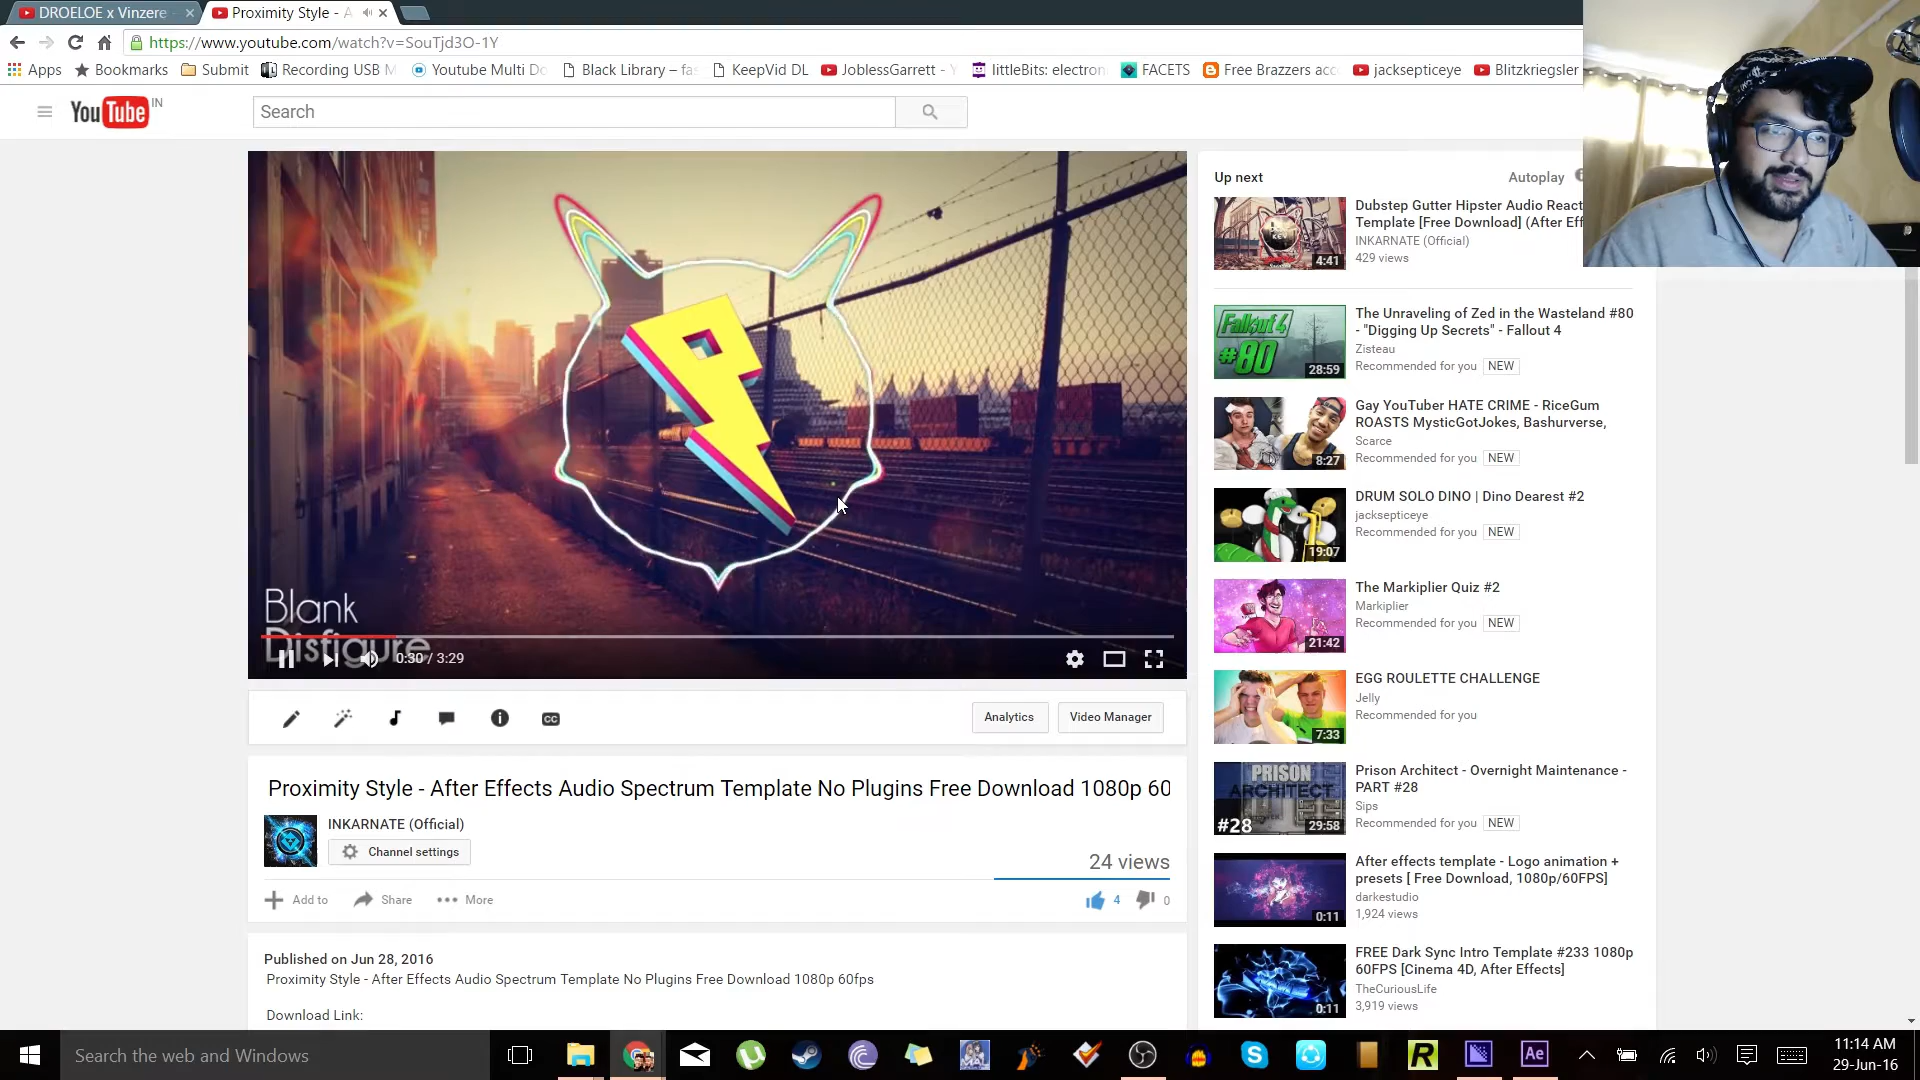 DROELOE x Vinzere
Proximity Style - A
https://www.youtube.com/watch?v=SouTjd3O-1Y
Apps
Bookmarks
Submit
Recording USB M
Youtube Multi Do
Black Library – fa
KeepVid DL
JoblessGarrett - Y
littleBits: electron
FACETS
Free Brazzers acc
jacksepticeye
Blitzkriegsler
YouTube IN
Search
Up next
Autoplay
Dubstep Gutter Hipster Audio React
Template [Free Download] (After Eff
INKARNATE (Official)
429 views
4:41
Fallout 4
#80
28:59
The Unraveling of Zed in the Wasteland #80
- "Digging Up Secrets" - Fallout 4
Zisteau
Recommended for you NEW
Gay YouTuber HATE CRIME - RiceGum
ROASTS MysticGotJokes, Bashurverse,
Scarce
Recommended for you NEW
8:27
DRUM SOLO DINO | Dino Dearest #2
jacksepticeye
Recommended for you NEW
19:07
The Markiplier Quiz #2
Markiplier
Recommended for you NEW
21:42
EGG ROULETTE CHALLENGE
Jelly
Recommended for you
7:33
PRISON
ARCHITECT
#28
29:58
Prison Architect - Overnight Maintenance -
PART #28
Sips
Recommended for you NEW
After effects template - Logo animation +
presets [ Free Download, 1080p/60FPS]
darkestudio
1,924 views
0:11
FREE Dark Sync Intro Template #233 1080p
60FPS [Cinema 4D, After Effects]
TheCuriousLife
3,919 views
0:11
Blank
Disfigure
0:30 / 3:29
CC
Analytics
Video Manager
Proximity Style - After Effects Audio Spectrum Template No Plugins Free Download 1080p 60
INKARNATE (Official)
Channel settings
24 views
Add to
Share
More
4
0
Published on Jun 28, 2016
Proximity Style - After Effects Audio Spectrum Template No Plugins Free Download 1080p 60fps
Download Link:
Search the web and Windows
R
Ae
11:14 AM
29-Jun-16